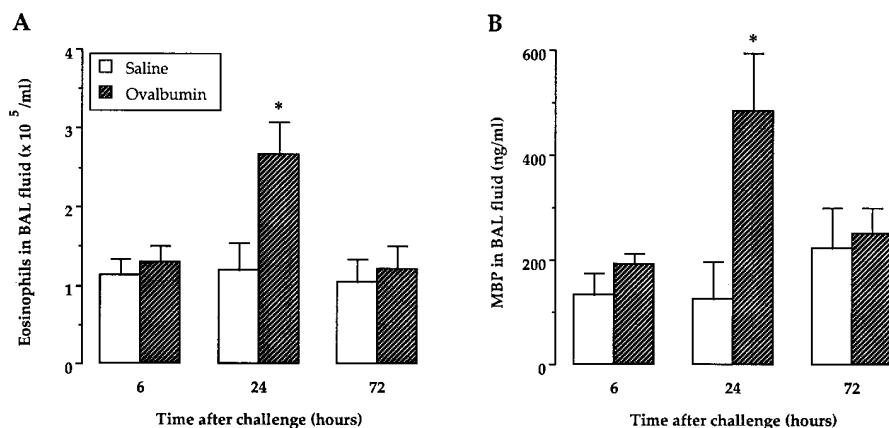 A
Eosinophils in BAL fluid (x 10 5 /ml)
4
3
2
1
0
Saline
Ovalbumin
*
6 24 72
Time after challenge (hours)
B
MBP in BAL fluid (ng/ml)
600
400
200
0
*
6 24 72
Time after challenge (hours)